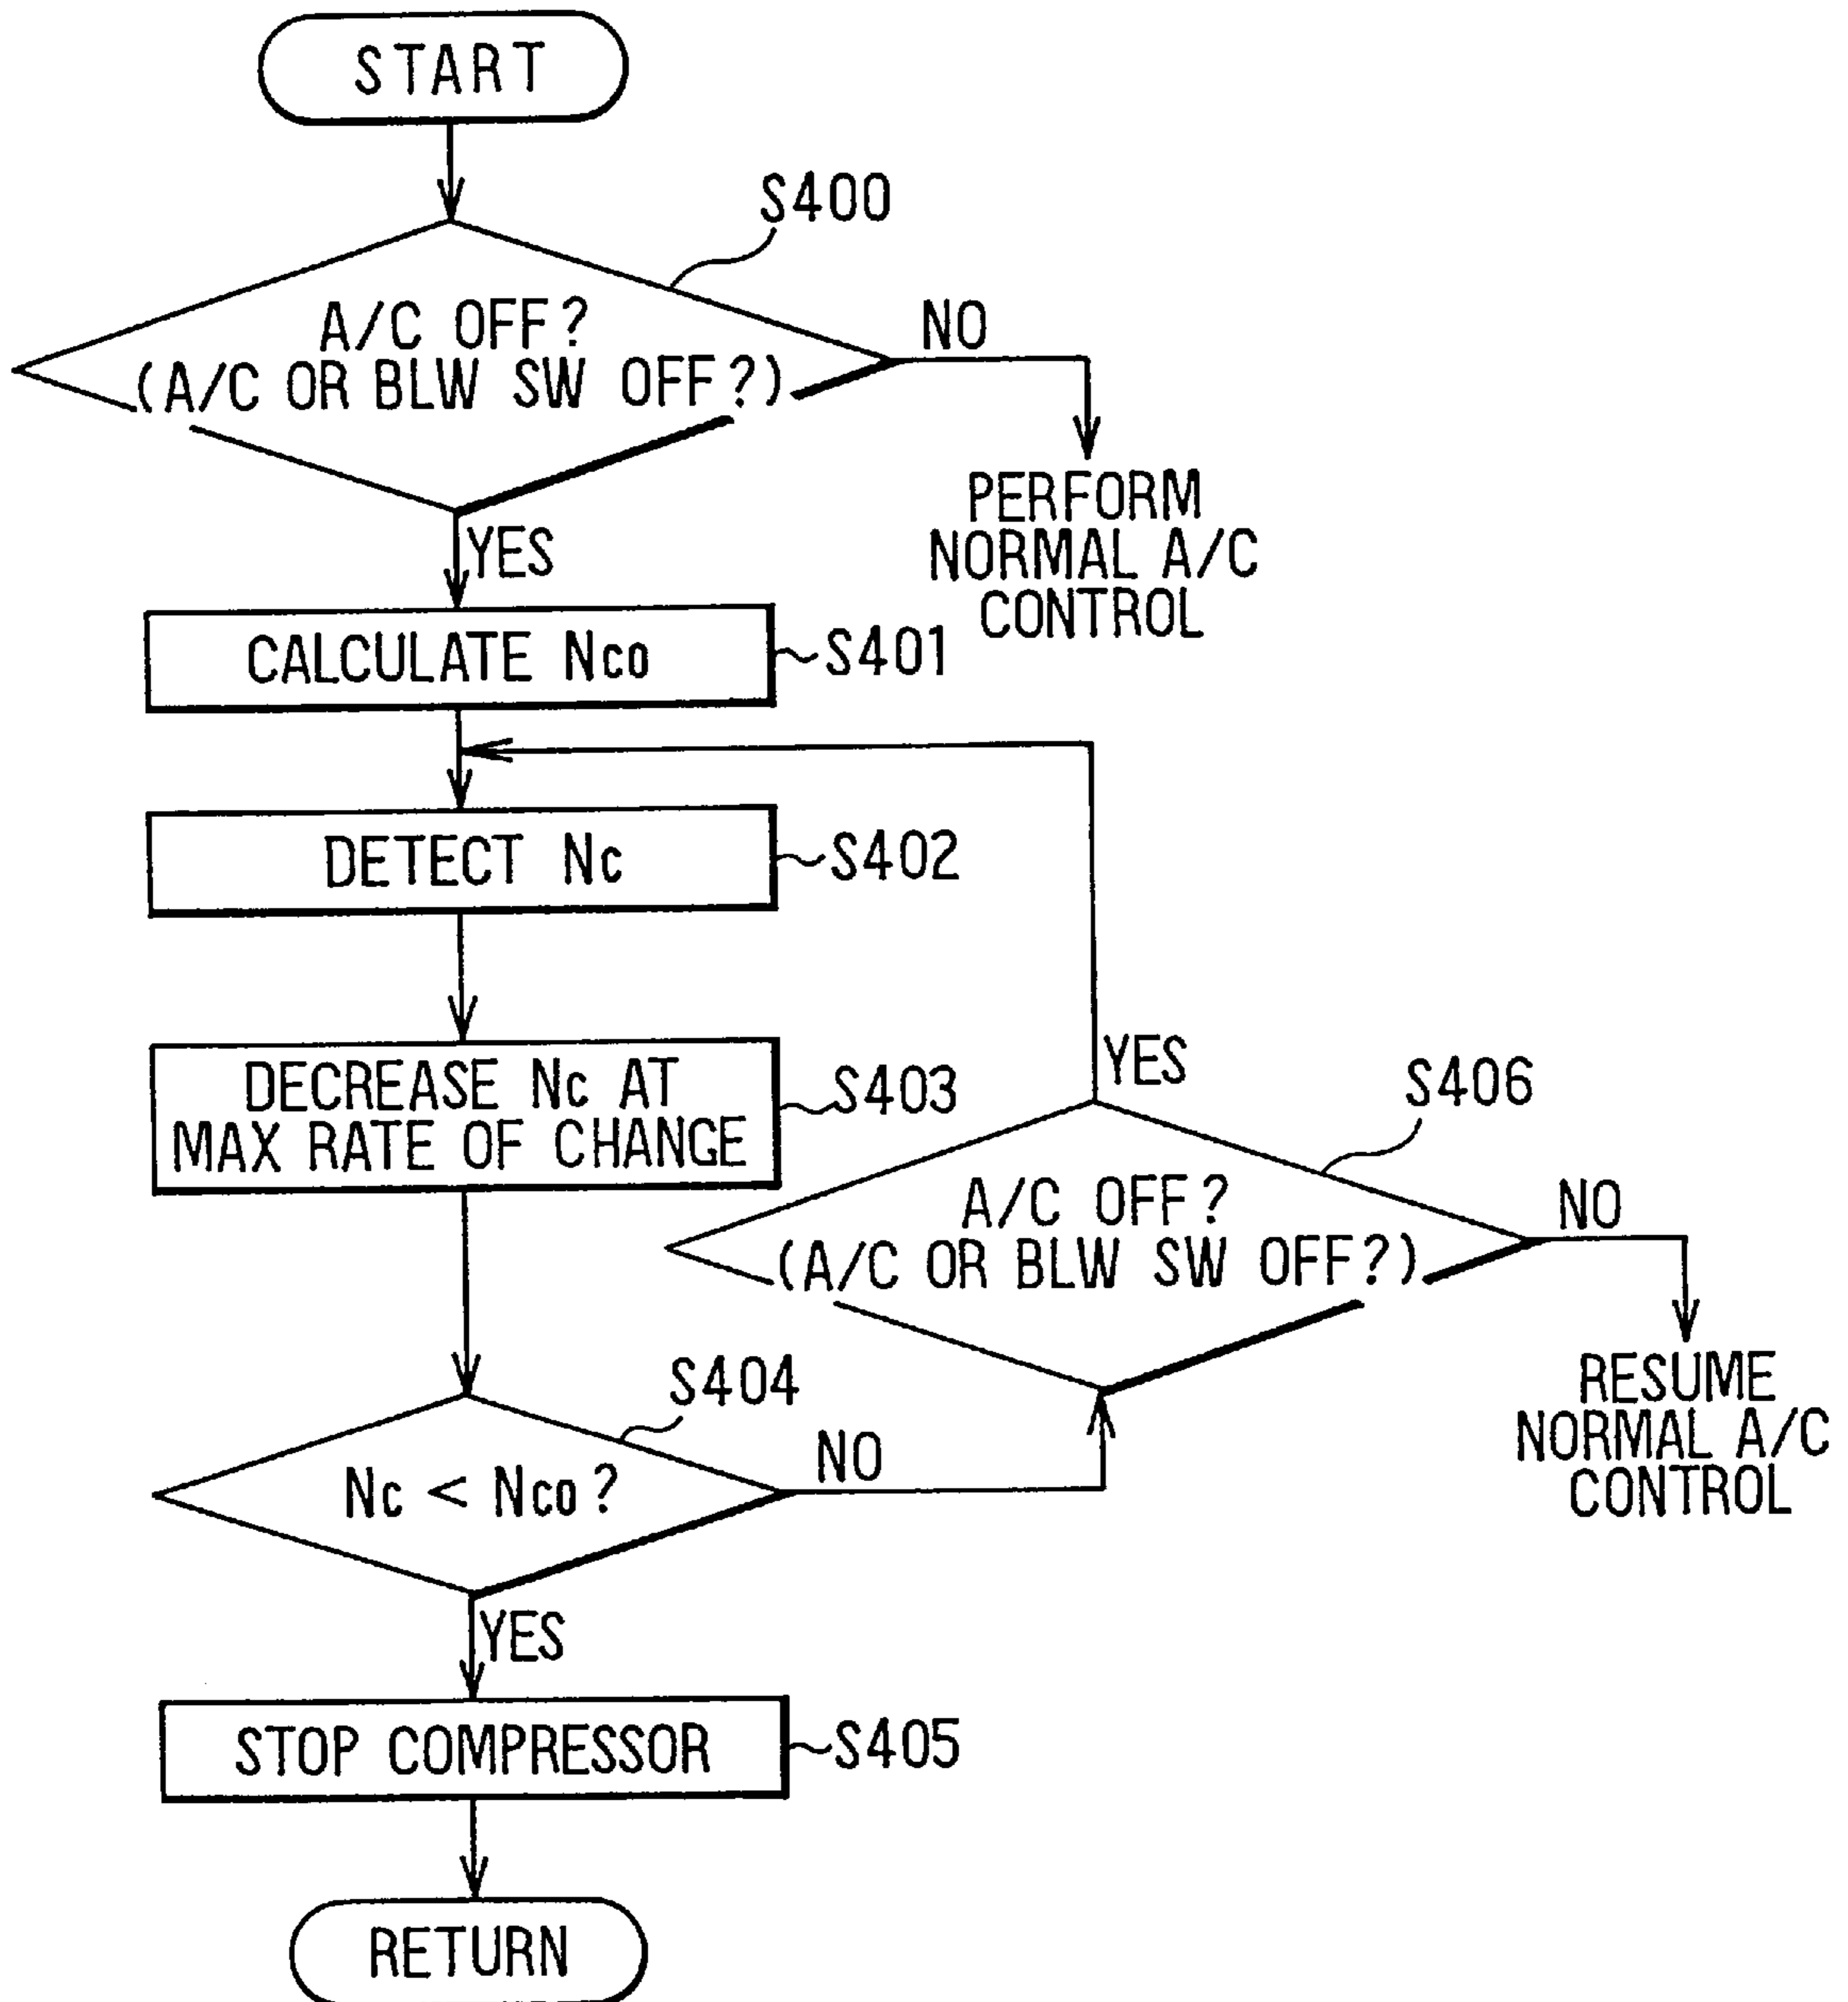 START
S400
A/C OFF?
(A/C OR BLW SW OFF?)
NO
PERFORM
NORMAL A/C
CONTROL
YES
CALCULATE Nco
S401
DETECT Nc
S402
DECREASE Nc AT
MAX RATE OF CHANGE
S403
YES
S406
A/C OFF?
(A/C OR BLW SW OFF?)
NO
RESUME
NORMAL A/C
CONTROL
S404
Nc < Nco?
NO
YES
STOP COMPRESSOR
S405
RETURN